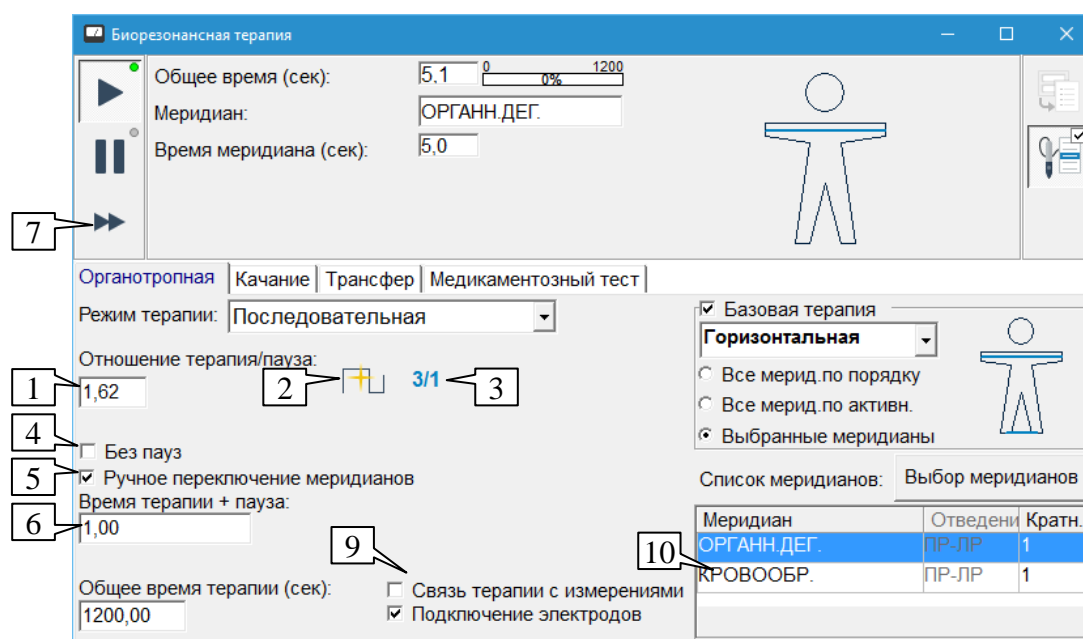 Биорезонансная терапия
Общее время (сек): 5,1 0 1200
0%
Меридиан: ОРГАНН.ДЕГ.
Время меридиана (сек): 5,0
7
Органотропная Качание Трансфер Медикаментозный тест
Режим терапии: Последовательная
Базовая терапия
Горизонтальная
Отношение терапия/пауза:
1 1,62 2 3/1 3
Все мерид.по порядку
Все мерид.по активн.
Выбранные меридианы
4 Без пауз
5 Ручное переключение меридианов
Список меридианов: Выбор меридианов
Время терапии + пауза:
6 1,00
Меридиан Отведени Кратн.
9 10 ОРГАНН.ДЕГ. ПР-ЛР 1
КРОВООБР. ПР-ЛР 1
Общее время терапии (сек):
1200,00
Связь терапии с измерениями
Подключение электродов